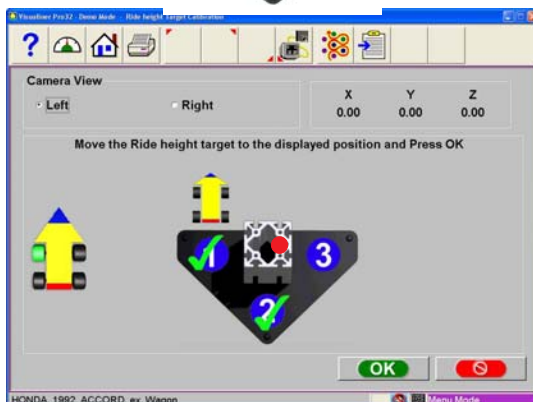 Visualiner Pro32 - Demo Mode - Ride height Target Calibration
?
Camera View
Left
Right
X Y Z
0.00 0.00 0.00
Move the Ride height target to the displayed position and Press OK
1
3
2
OK
HONDA, 1992, ACCORD, ex, Wagon
Menu Mode